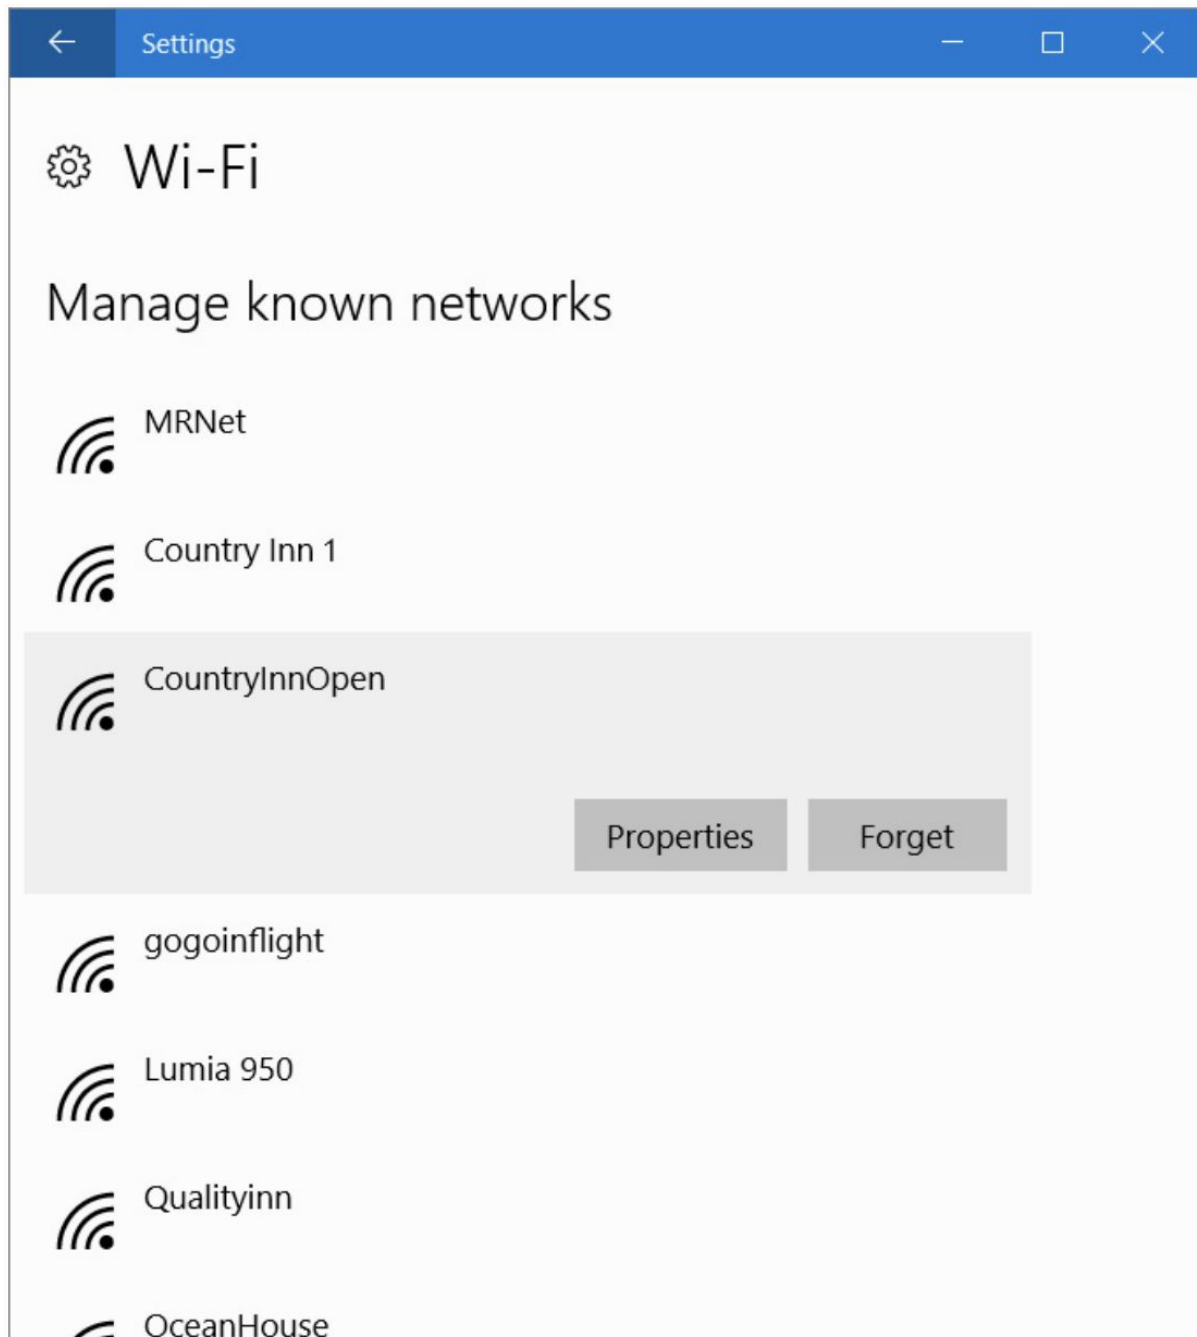 Settings
Wi-Fi
Manage known networks
MRNet
Country Inn 1
CountryInnOpen
Properties Forget
gogoinflight
Lumia 950
Qualityinn
OceanHouse